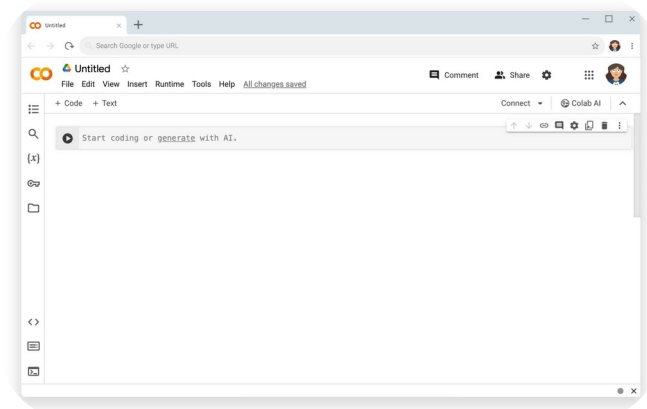 Untitled
Search Google or type URL
Untitled
File Edit View Insert Runtime Tools Help All changes saved
Comment Share
+ Code + Text
Connect Colab AI
Start coding or generate with AI.
{x}